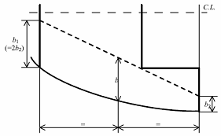 C.L.
b₁
(=2b₂)
h
b₂
= =